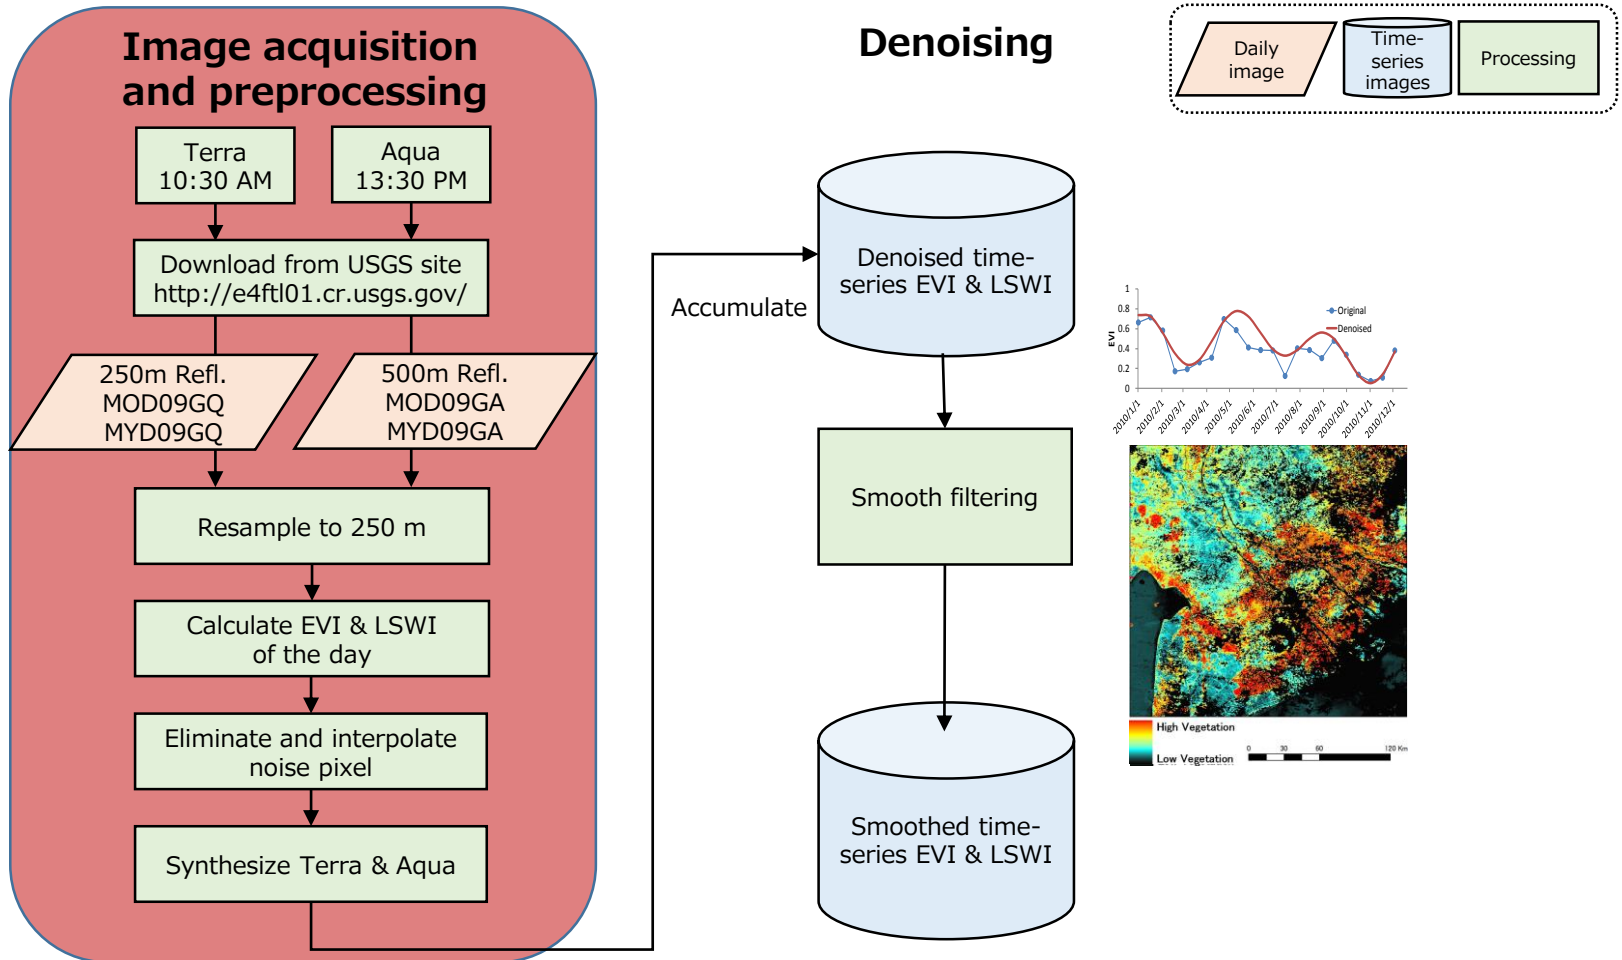 Image acquisition
and preprocessing
Terra
10:30 AM
Aqua
13:30 PM
Download from USGS site
http://e4ftl01.cr.usgs.gov/
250m Refl.
MOD09GQ
MYD09GQ
500m Refl.
MOD09GA
MYD09GA
Resample to 250 m
Calculate EVI & LSWI
of the day
Eliminate and interpolate
noise pixel
Synthesize Terra & Aqua
Accumulate
Denoising
Denoised time-
series EVI & LSWI
Smooth filtering
Smoothed time-
series EVI & LSWI
Daily
image
Time-
series
images
Processing
1
0.8
0.6
0.4
0.2
0
EVI
Original
Denoised
2010/1/1
2010/2/1
2010/3/1
2010/4/1
2010/5/1
2010/6/1
2010/7/1
2010/8/1
2010/9/1
2010/10/1
2010/11/1
2010/12/1
High Vegetation
Low Vegetation
0 30 60 120 Km